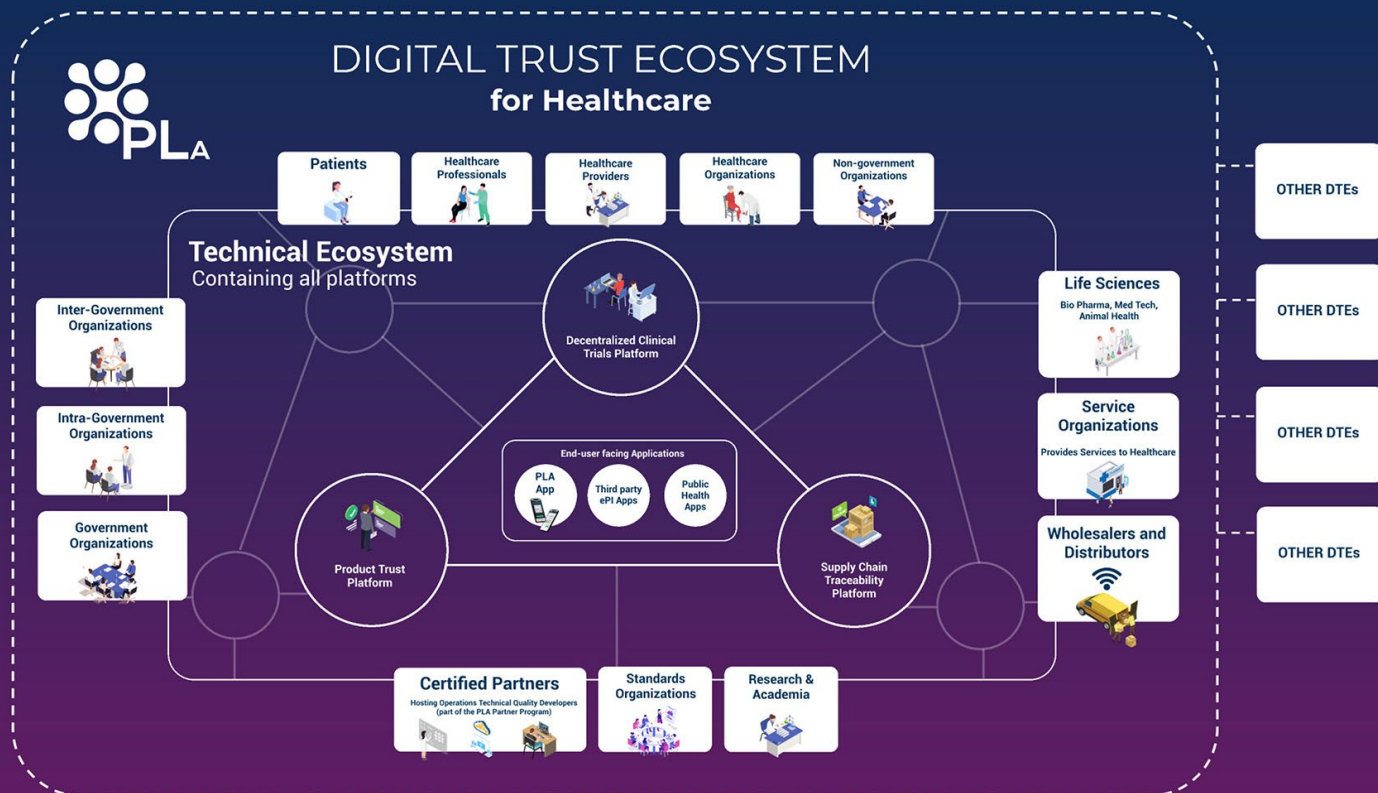 DIGITAL TRUST ECOSYSTEM
for Healthcare
PLA
Patients
Healthcare
Professionals
Healthcare
Providers
Healthcare
Organizations
Non-government
Organizations
OTHER DTEs
OTHER DTEs
OTHER DTEs
OTHER DTEs
Technical Ecosystem
Containing all platforms
Inter-Government
Organizations
Intra-Government
Organizations
Government
Organizations
Decentralized Clinical
Trials Platform
End-user facing Applications
PLA
App
Third party
ePI Apps
Public
Health
Apps
Product Trust
Platform
Supply Chain
Traceability
Platform
Life Sciences
Bio Pharma, Med Tech,
Animal Health
Service
Organizations
Provides Services to Healthcare
Wholesalers and
Distributors
Certified Partners
Hosting Operations Technical Quality Developers
(part of the PLA Partner Program)
Standards
Organizations
Research &
Academia